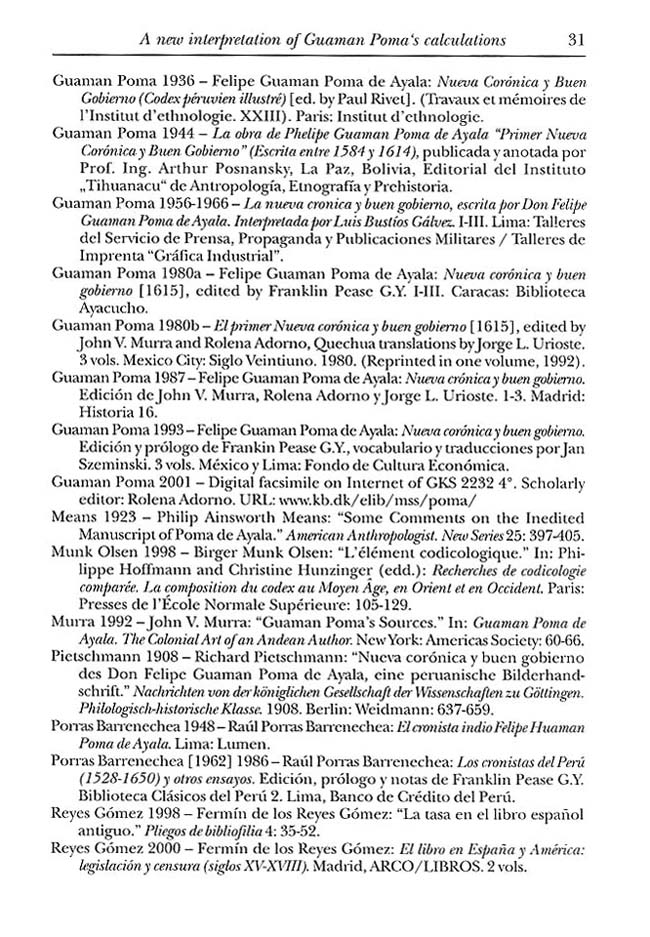 A new interpretation of Guaman Poma‘s calculations 31
Guaman Poma 1936 – Felipe Guaman Poma de Ayala: Nueva Corónica y Buen
Gobierno (Codex péruvien illustré) [ed. by Paul Rivet]. (Travaux et mémoires de
l'Institut d'ethnologie. XXIII). Paris: Institut d'ethnologie.
Guaman Poma 1944 – La obra de Phelipe Guaman Poma de Ayala "Primer Nueva
Corónica y Buen Gobierno" (Escrita entre 1584 y 1614), publicada y anotada por
Prof. Ing. Arthur Posnansky, La Paz, Bolivia, Editorial del Instituto
„Tihuanacu“ de Antropología, Etnografía y Prehistoria.
Guaman Poma 1956-1966 – La nueva cronica y buen gobierno, escrita por Don Felipe
Guaman Poma de Ayala. Interpretada por Luis Bustíos Gálvez. I-III. Lima: Talleres
del Servicio de Prensa, Propaganda y Publicaciones Militares / Talleres de
Imprenta "Gráfica Industrial".
Guaman Poma 1980a – Felipe Guaman Poma de Ayala: Nueva corónica y buen
gobierno [1615], edited by Franklin Pease G.Y. I-III. Caracas: Biblioteca
Ayacucho.
Guaman Poma 1980b – El primer Nueva corónica y buen gobierno [1615], edited by
John V. Murra and Rolena Adorno, Quechua translations by Jorge L. Urioste.
3 vols. Mexico City: Siglo Veintiuno. 1980. (Reprinted in one volume, 1992).
Guaman Poma 1987 – Felipe Guaman Poma de Ayala: Nueva crónica y buen gobierno.
Edición de John V. Murra, Rolena Adorno y Jorge L. Urioste. 1-3. Madrid:
Historia 16.
Guaman Poma 1993 – Felipe Guaman Poma de Ayala: Nueva corónica y buen gobierno.
Edición y prólogo de Frankin Pease G.Y., vocabulario y traducciones por Jan
Szeminski. 3 vols. México y Lima: Fondo de Cultura Económica.
Guaman Poma 2001 – Digital facsimile on Internet of GKS 2232 4°. Scholarly
editor: Rolena Adorno. URL: www.kb.dk/elib/mss/poma/
Means 1923 – Philip Ainsworth Means: "Some Comments on the Inedited
Manuscript of Poma de Ayala." American Anthropologist. New Series 25: 397-405.
Munk Olsen 1998 – Birger Munk Olsen: "L'élément codicologique." In: Phi-
lippe Hoffmann and Christine Hunzinger (edd.): Recherches de codicologie
comparée. La composition du codex au Moyen Âge, en Orient et en Occident. Paris:
Presses de l'École Normale Supérieure: 105-129.
Murra 1992 – John V. Murra: "Guaman Poma's Sources." In: Guaman Poma de
Ayala. The Colonial Art of an Andean Author. New York: Americas Society: 60-66.
Pietschmann 1908 – Richard Pietschmann: "Nueva corónica y buen gobierno
des Don Felipe Guaman Poma de Ayala, eine peruanische Bilderhand-
schrift." Nachrichten von der königlichen Gesellschaft der Wissenschaften zu Göttingen.
Philologisch-historische Klasse. 1908. Berlin: Weidmann: 637-659.
Porras Barrenechea 1948 – Raúl Porras Barrenechea: El cronista indio Felipe Huaman
Poma de Ayala. Lima: Lumen.
Porras Barrenechea [1962] 1986 – Raúl Porras Barrenechea: Los cronistas del Perú
(1528-1650) y otros ensayos. Edición, prólogo y notas de Franklin Pease G.Y.
Biblioteca Clásicos del Perú 2. Lima, Banco de Crédito del Perú.
Reyes Gómez 1998 – Fermín de los Reyes Gómez: "La tasa en el libro español
antiguo." Pliegos de bibliofilia 4: 35-52.
Reyes Gómez 2000 – Fermín de los Reyes Gómez: El libro en España y América:
legislación y censura (siglos XV-XVIII). Madrid, ARCO/LIBROS. 2 vols.